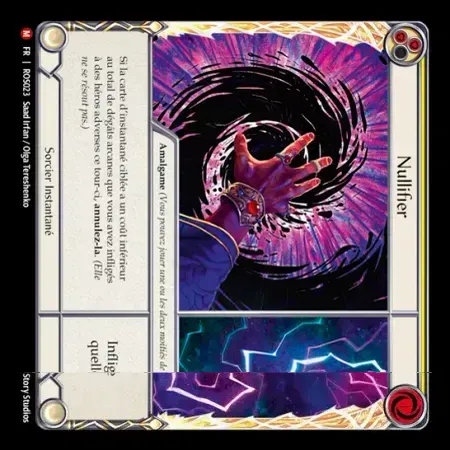 Nullifier
Amalgame (Vous pouvez jouer une ou les deux moitiés de
Si la carte d'instantané ciblée a un coût inférieur
au total de dégâts arcanes que vous avez infligés
à des héros adverses ce tour-ci, annulez-la. (Elle
ne se résout pas.)
Inflig
quelle
Sorcier Instantané
M FR | ROS023 Saad Irfan / Olga Tereshenko
Story Studios